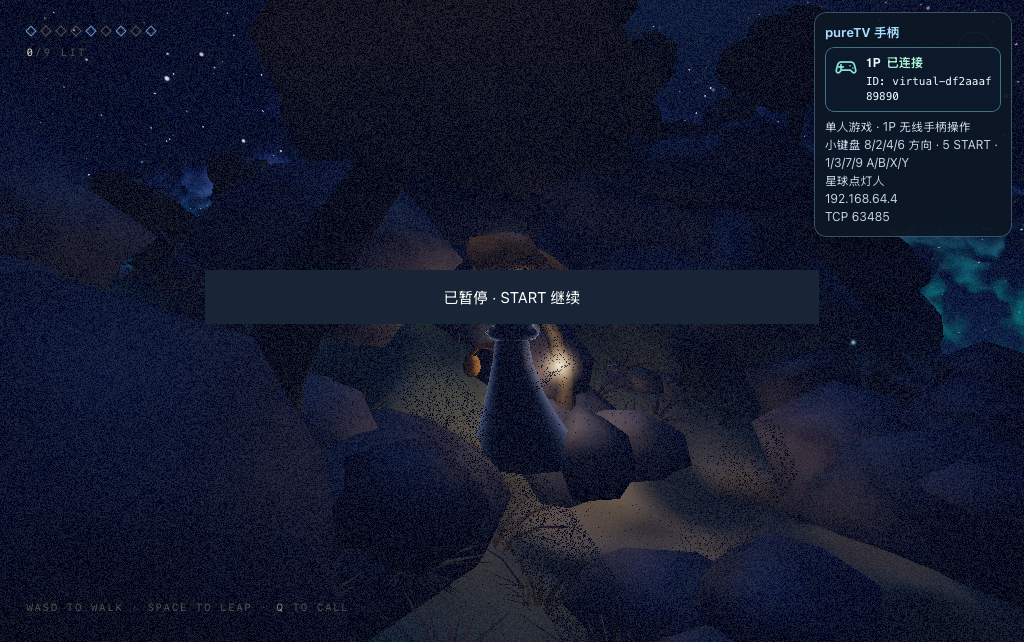 0/9 LIT
pureTV 手柄
1P 已连接
ID: virtual-df2aaaf
89890
单人游戏 · 1P 无线手柄操作
小键盘 8/2/4/6 方向 · 5 START ·
1/3/7/9 A/B/X/Y
星球点灯人
192.168.64.4
TCP 63485
已暂停 · START 继续
WASD TO WALK · SPACE TO LEAP · Q TO CALL